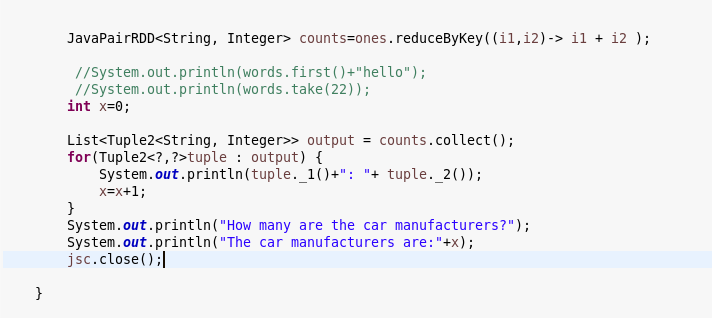 JavaPairRDD<String, Integer> counts=ones.reduceByKey((i1,i2)-> i1 + i2 );
//System.out.println(words.first()+"hello");
//System.out.println(words.take(22));
int x=0;
List<Tuple2<String, Integer>> output = counts.collect();
for(Tuple2<?,?>tuple : output) {
System.out.println(tuple._1()+": "+ tuple._2());
x=x+1;
}
System.out.println("How many are the car manufacturers?");
System.out.println("The car manufacturers are:"+x);
jsc.close();
}